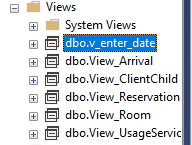 Views
System Views
dbo.v_enter_date
dbo.View_Arrival
dbo.View_ClientChild
dbo.View_Reservation
dbo.View_Room
dbo.View_UsageServic